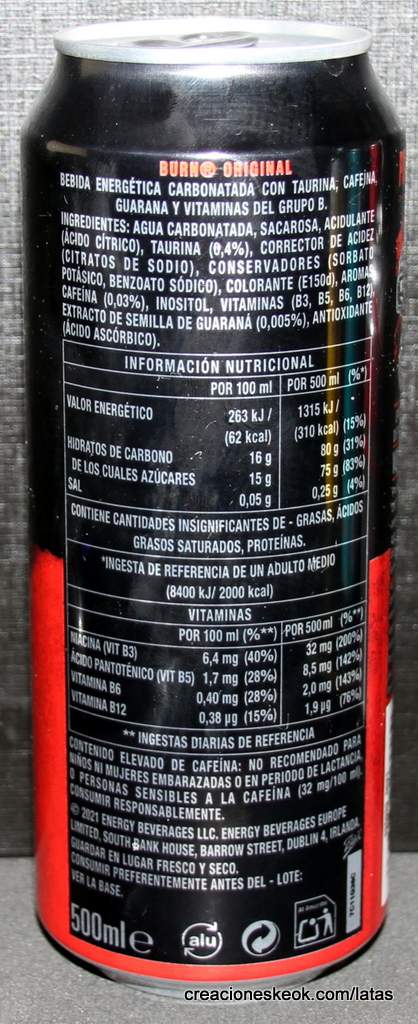 BURN® ORIGINAL
BEBIDA ENERGÉTICA CARBONATADA CON TAURINA, CAFEÍNA,
GUARANA Y VITAMINAS DEL GRUPO B.
INGREDIENTES: AGUA CARBONATADA, SACAROSA, ACIDULANTE
(ÁCIDO CÍTRICO), TAURINA (0,4%), CORRECTOR DE ACIDEZ
(CITRATOS DE SODIO), CONSERVADORES (SORBATO
POTÁSICO, BENZOATO SÓDICO), COLORANTE (E150d), AROMAS,
CAFEÍNA (0,03%), INOSITOL, VITAMINAS (B3, B5, B6, B12),
EXTRACTO DE SEMILLA DE GUARANÁ (0,005%), ANTIOXIDANTE
(ÁCIDO ASCÓRBICO).
INFORMACIÓN NUTRICIONAL
POR 100 ml POR 500 ml (%*)
VALOR ENERGÉTICO 263 kJ / 1315 kJ /
(62 kcal) (310 kcal) (15%)
HIDRATOS DE CARBONO 16 g 80 g (31%)
DE LOS CUALES AZÚCARES 15 g 75 g (83%)
SAL 0,05 g 0,25 g (4%)
CONTIENE CANTIDADES INSIGNIFICANTES DE - GRASAS, ÁCIDOS
GRASOS SATURADOS, PROTEÍNAS.
*INGESTA DE REFERENCIA DE UN ADULTO MEDIO
(8400 kJ/ 2000 kcal)
VITAMINAS
POR 100 ml (%**) POR 500 ml (%**)
NIACINA (VIT B3) 6,4 mg (40%) 32 mg (200%)
ÁCIDO PANTOTÉNICO (VIT B5) 1,7 mg (28%) 8,5 mg (142%)
VITAMINA B6 0,40 mg (28%) 2,0 mg (143%)
VITAMINA B12 0,38 µg (15%) 1,9 µg (76%)
** INGESTAS DIARIAS DE REFERENCIA
CONTENIDO ELEVADO DE CAFEÍNA: NO RECOMENDADO PARA
NIÑOS NI MUJERES EMBARAZADAS O EN PERIODO DE LACTANCIA,
O PERSONAS SENSIBLES A LA CAFEÍNA (32 mg/100 ml).
CONSUMIR RESPONSABLEMENTE.
© 2021 ENERGY BEVERAGES LLC. ENERGY BEVERAGES EUROPE
LIMITED, SOUTH BANK HOUSE, BARROW STREET, DUBLIN 4, IRLANDA.
GUARDAR EN LUGAR FRESCO Y SECO.
CONSUMIR PREFERENTEMENTE ANTES DEL - LOTE:
VER LA BASE.
500ml e
alu
creacioneskeok.com/latas